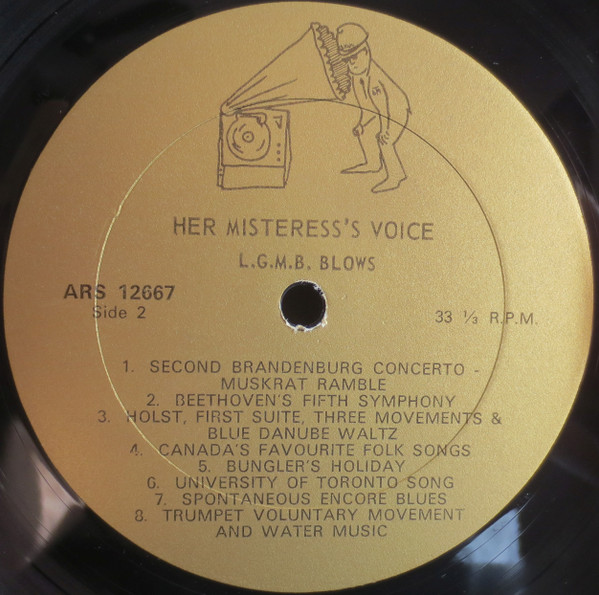 HER MISTERESS'S VOICE
L.G.M.B. BLOWS
ARS 12667
Side 2
33 ⅓ R.P.M.
1. SECOND BRANDENBURG CONCERTO -
MUSKRAT RAMBLE
2. BEETHOVEN'S FIFTH SYMPHONY
3. HOLST, FIRST SUITE, THREE MOVEMENTS &
BLUE DANUBE WALTZ
4. CANADA'S FAVOURITE FOLK SONGS
5. BUNGLER'S HOLIDAY
6. UNIVERSITY OF TORONTO SONG
7. SPONTANEOUS ENCORE BLUES
8. TRUMPET VOLUNTARY MOVEMENT
AND WATER MUSIC